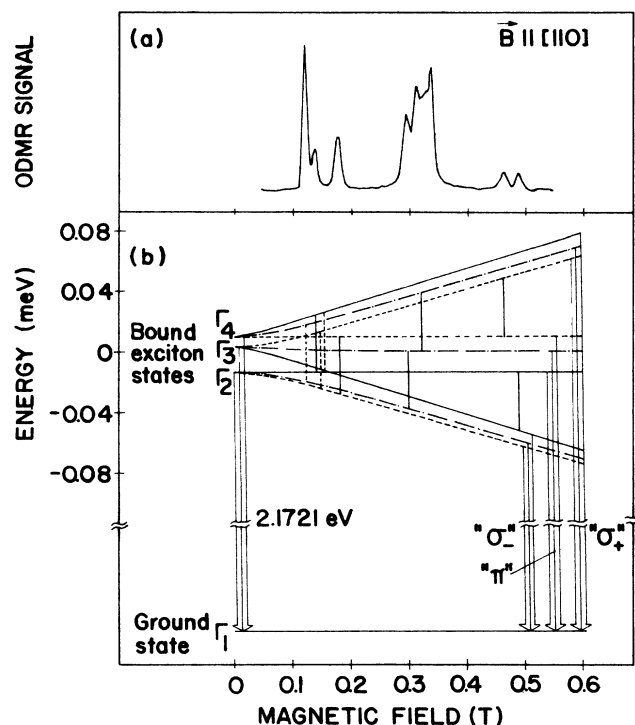 (a)
B⃗ II [110]
ODMR SIGNAL
(b)
0.08
0.04
0
-0.04
-0.08
ENERGY (meV)
Γ4
Γ3
Γ2
Bound
exciton
states
2.1721 eV
"σ_"
"π"
"σ+"
Ground
state
Γ1
0 0.1 0.2 0.3 0.4 0.5 0.6
MAGNETIC FIELD (T)